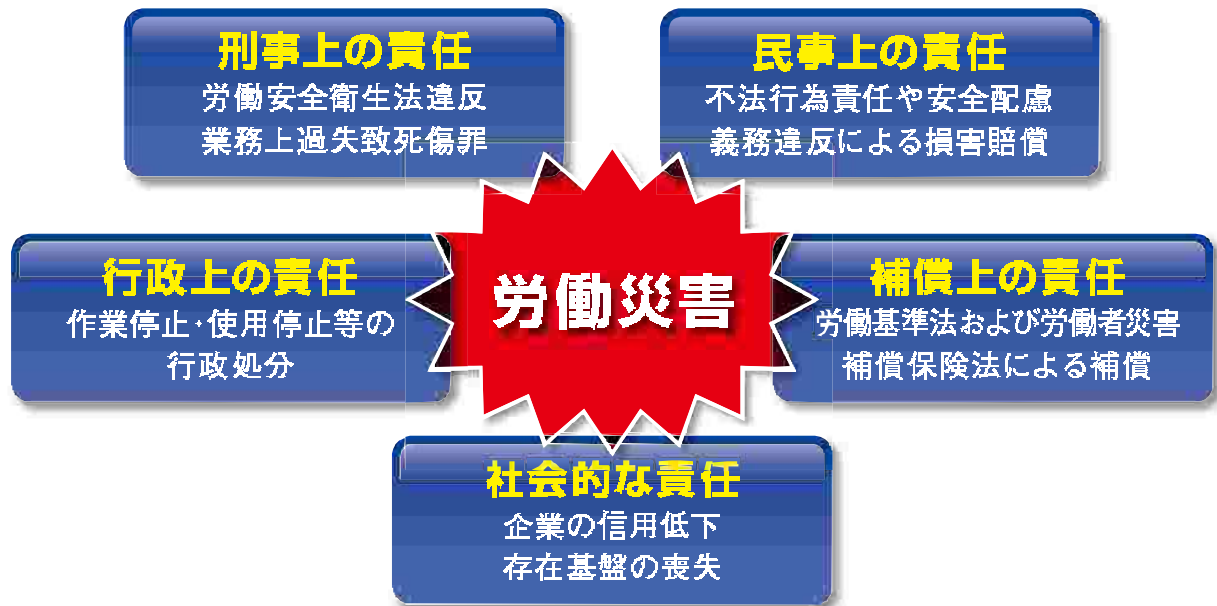 刑事上の責任
労働安全衛生法違反
業務上過失致死傷罪
民事上の責任
不法行為責任や安全配慮
義務違反による損害賠償
行政上の責任
作業停止・使用停止等の
行政処分
労働災害
補償上の責任
労働基準法および労働者災害
補償保険法による補償
社会的な責任
企業の信用低下
存在基盤の喪失